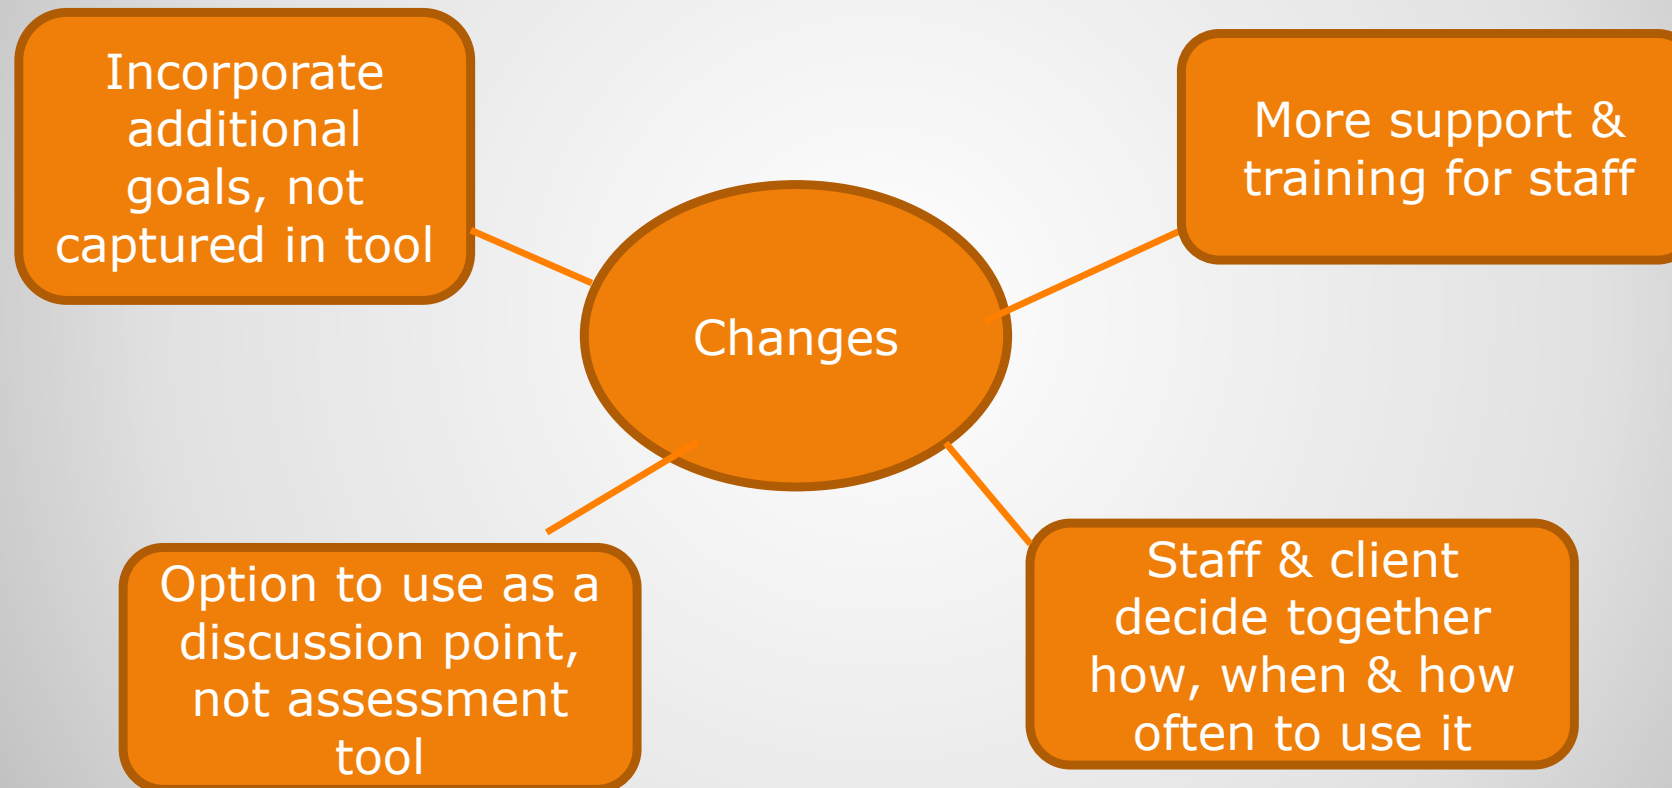 Incorporate
additional
goals, not
captured in tool
More support &
training for staff
Changes
Option to use as a
discussion point,
not assessment
tool
Staff & client
decide together
how, when & how
often to use it